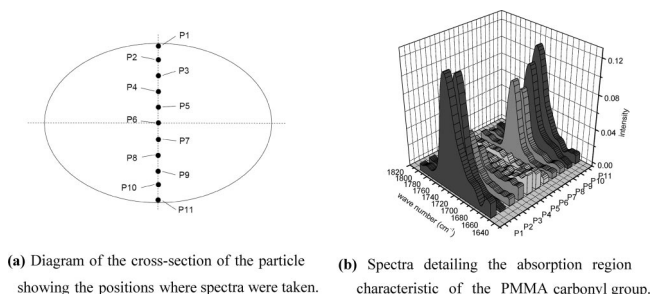 P1
P2
P3
P4
P5
P6
P7
P8
P9
P10
P11
0.12
0.08
0.04
0.00
intensity
1820
1800
1780
1760
1740
1720
1700
1680
1660
1640
wave number (cm⁻¹)
P1
P2
P3
P4
P5
P6
P7
P8
P9
P10
P11
(a) Diagram of the cross-section of the particle
showing the positions where spectra were taken.
(b) Spectra detailing the absorption region
characteristic of the PMMA carbonyl group.